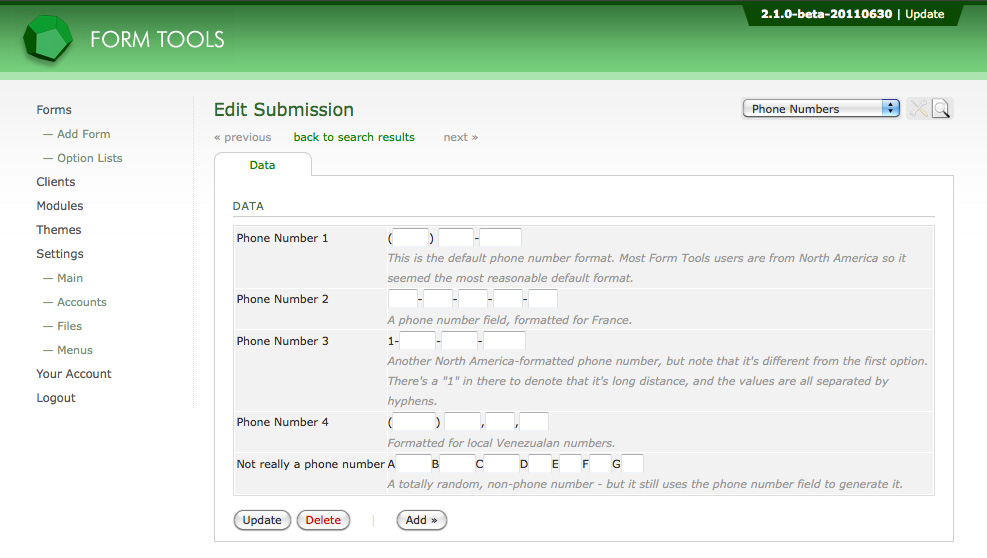 2.1.0-beta-20110630 | Update
FORM TOOLS
Forms
— Add Form
— Option Lists
Clients
Modules
Themes
Settings
— Main
— Accounts
— Files
— Menus
Your Account
Logout
Edit Submission
Phone Numbers
« previous back to search results next »
Data
DATA
Phone Number 1 ( ) -
This is the default phone number format. Most Form Tools users are from North America so it
seemed the most reasonable default format.
Phone Number 2 - - - -
A phone number field, formatted for France.
Phone Number 3 1- - -
Another North America-formatted phone number, but note that it's different from the first option.
There's a "1" in there to denote that it's long distance, and the values are all separated by
hyphens.
Phone Number 4 ( ) , ,
Formatted for local Venezualan numbers.
Not really a phone number A B C D E F G
A totally random, non-phone number - but it still uses the phone number field to generate it.
Update Delete | Add »